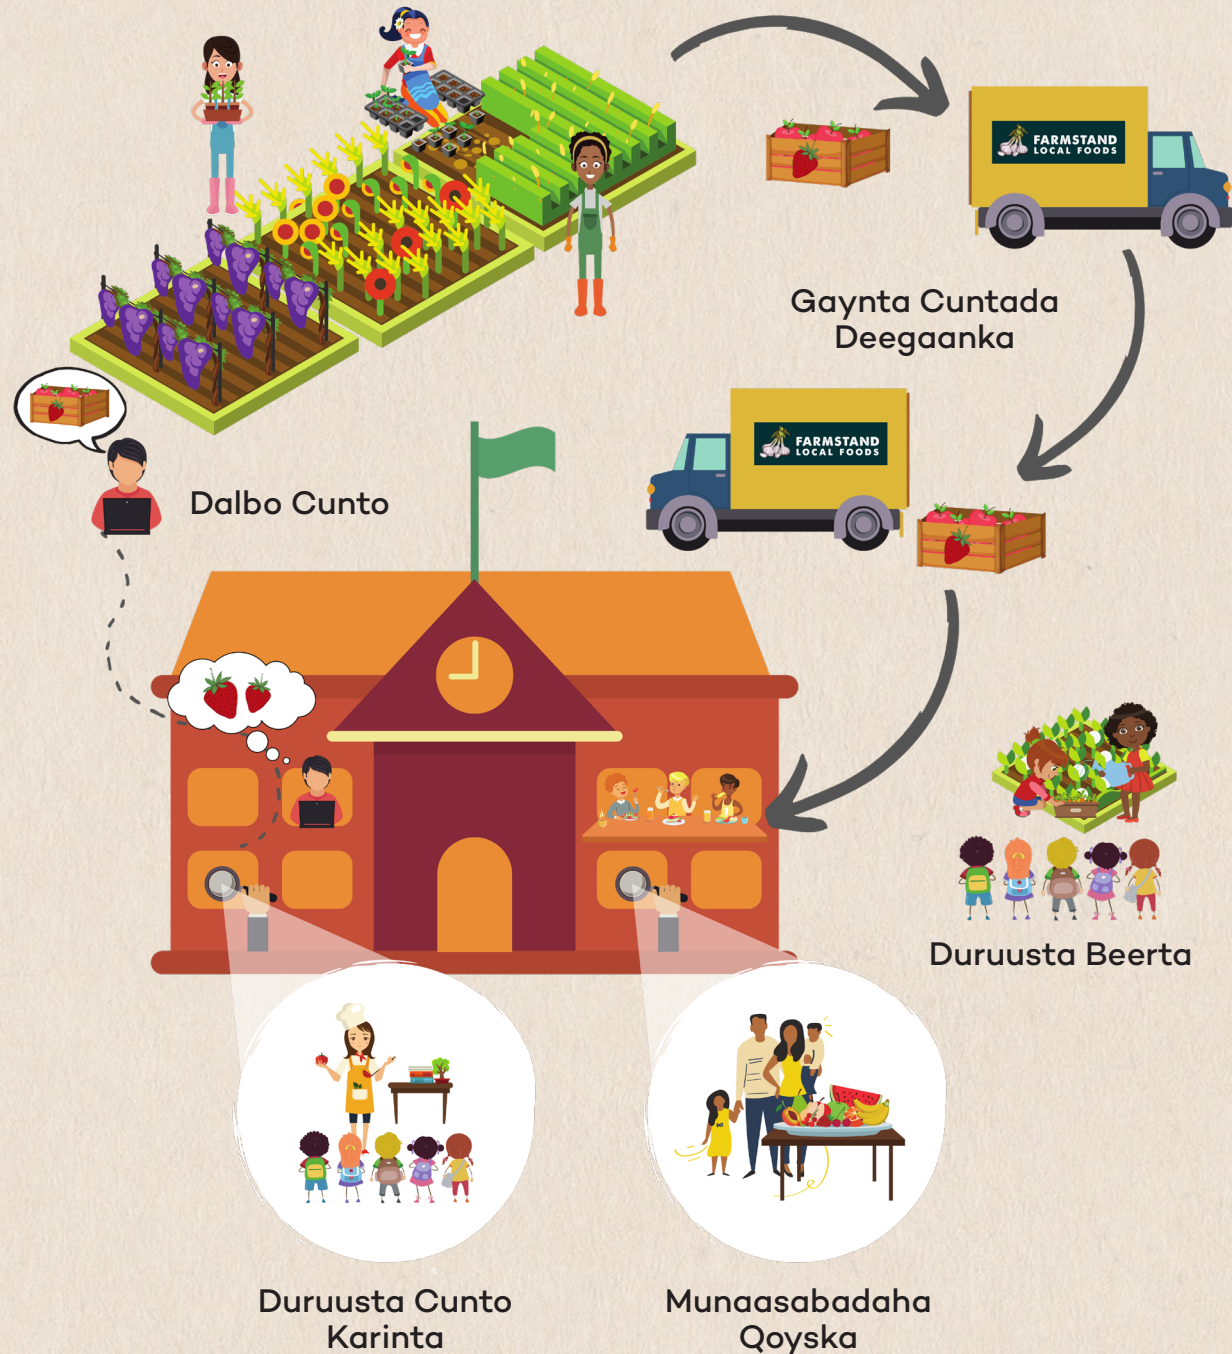 FARMSTAND
LOCAL FOODS
Gaynta Cuntada
Deegaanka
FARMSTAND
LOCAL FOODS
Dalbo Cunto
Duruusta Beerta
Duruusta Cunto
Karinta
Munaasabadaha
Qoyska